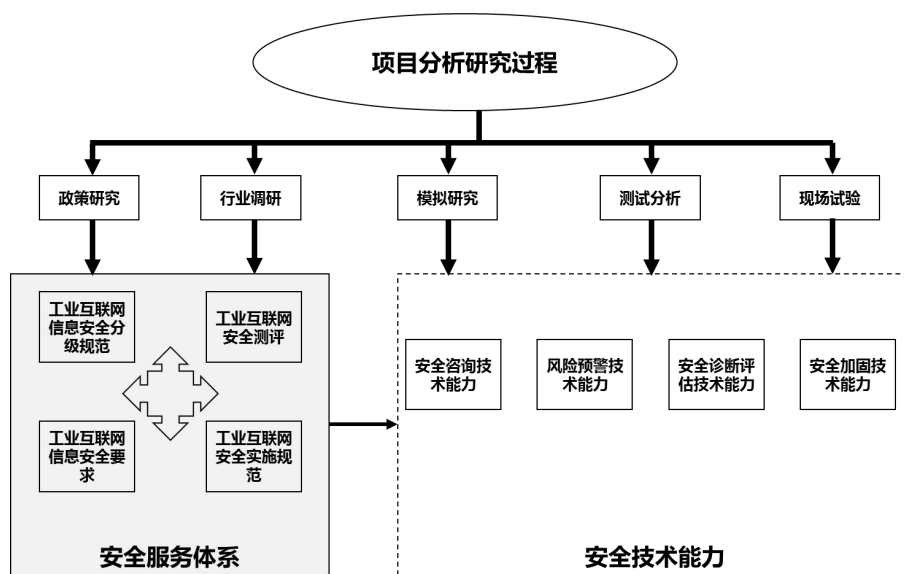 项目分析研究过程
政策研究
行业调研
模拟研究
测试分析
现场试验
工业互联网
信息安全分
级规范
工业互联网
安全测评
工业互联网
信息安全要
求
工业互联网
安全实施规
范
安全服务体系
安全咨询技
术能力
风险预警技
术能力
安全诊断评
估技术能力
安全加固技
术能力
安全技术能力